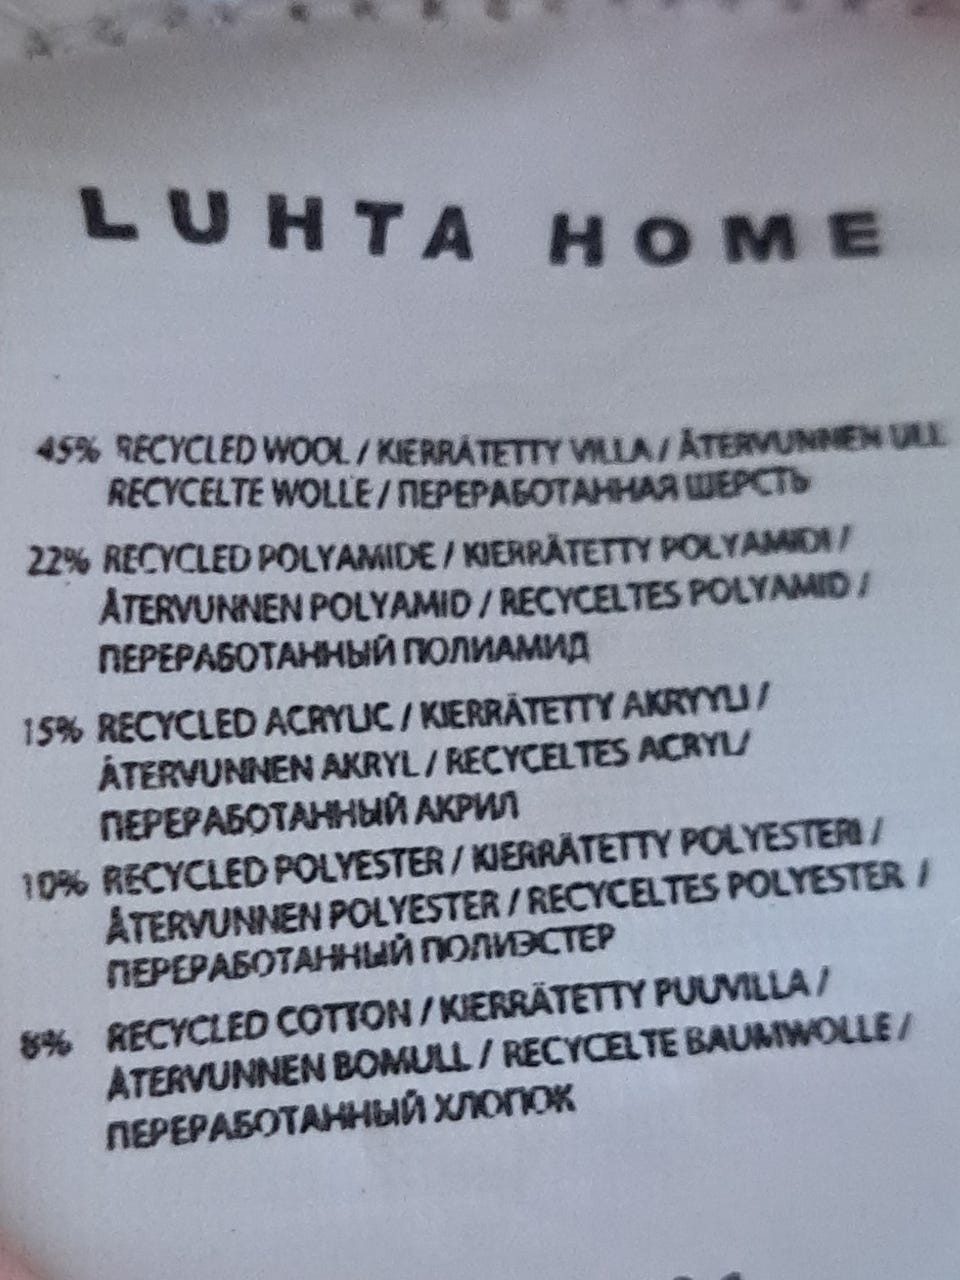 LUHTA HOME
45% RECYCLED WOOL / KIERRÄTETTY VILLA / ÅTERVUNNEN ULL
RECYCELTE WOLLE / ПЕРЕРАБОТАННАЯ ШЕРСТЬ
22% RECYCLED POLYAMIDE / KIERRÄTETTY POLYAMIDI /
ÅTERVUNNEN POLYAMID / RECYCELTES POLYAMID /
ПЕРЕРАБОТАННЫЙ ПОЛИАМИД
15% RECYCLED ACRYLIC / KIERRÄTETTY AKRYYLI /
ÅTERVUNNEN AKRYL / RECYCELTES ACRYL/
ПЕРЕРАБОТАННЫЙ АКРИЛ
10% RECYCLED POLYESTER / KIERRÄTETTY POLYESTERI /
ÅTERVUNNEN POLYESTER / RECYCELTES POLYESTER /
ПЕРЕРАБОТАННЫЙ ПОЛИЭСТЕР
8% RECYCLED COTTON / KIERRÄTETTY PUUVILLA /
ÅTERVUNNEN BOMULL / RECYCELTE BAUMWOLLE /
ПЕРЕРАБОТАННЫЙ ХЛОПОК